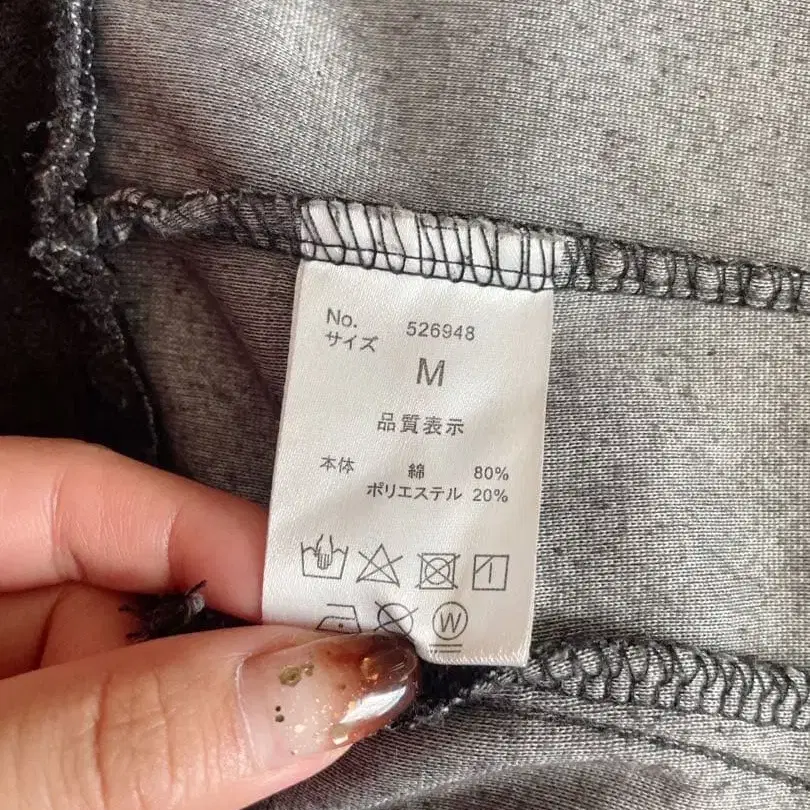 No. 526948
サイズ
M
品質表示
本体 綿 80%
ポリエステル 20%
W